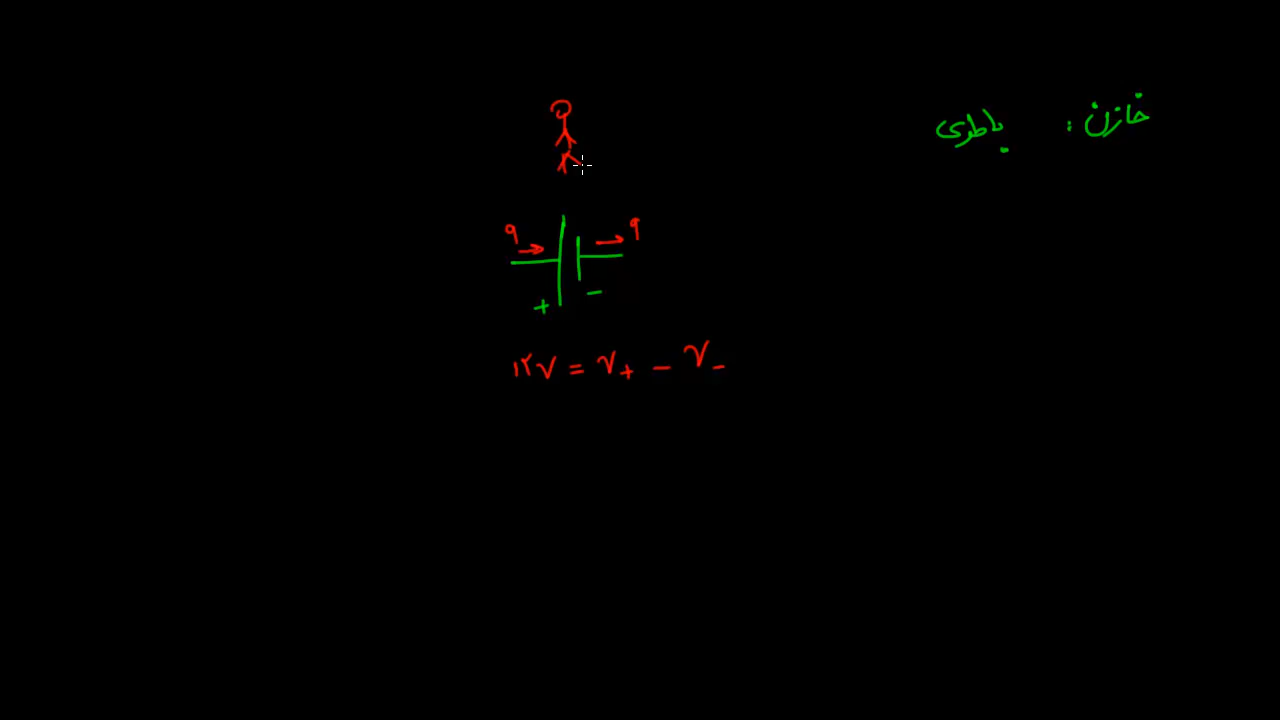 خازن : باطری
q → → q
+ −
۱۲V = V₊ − V₋